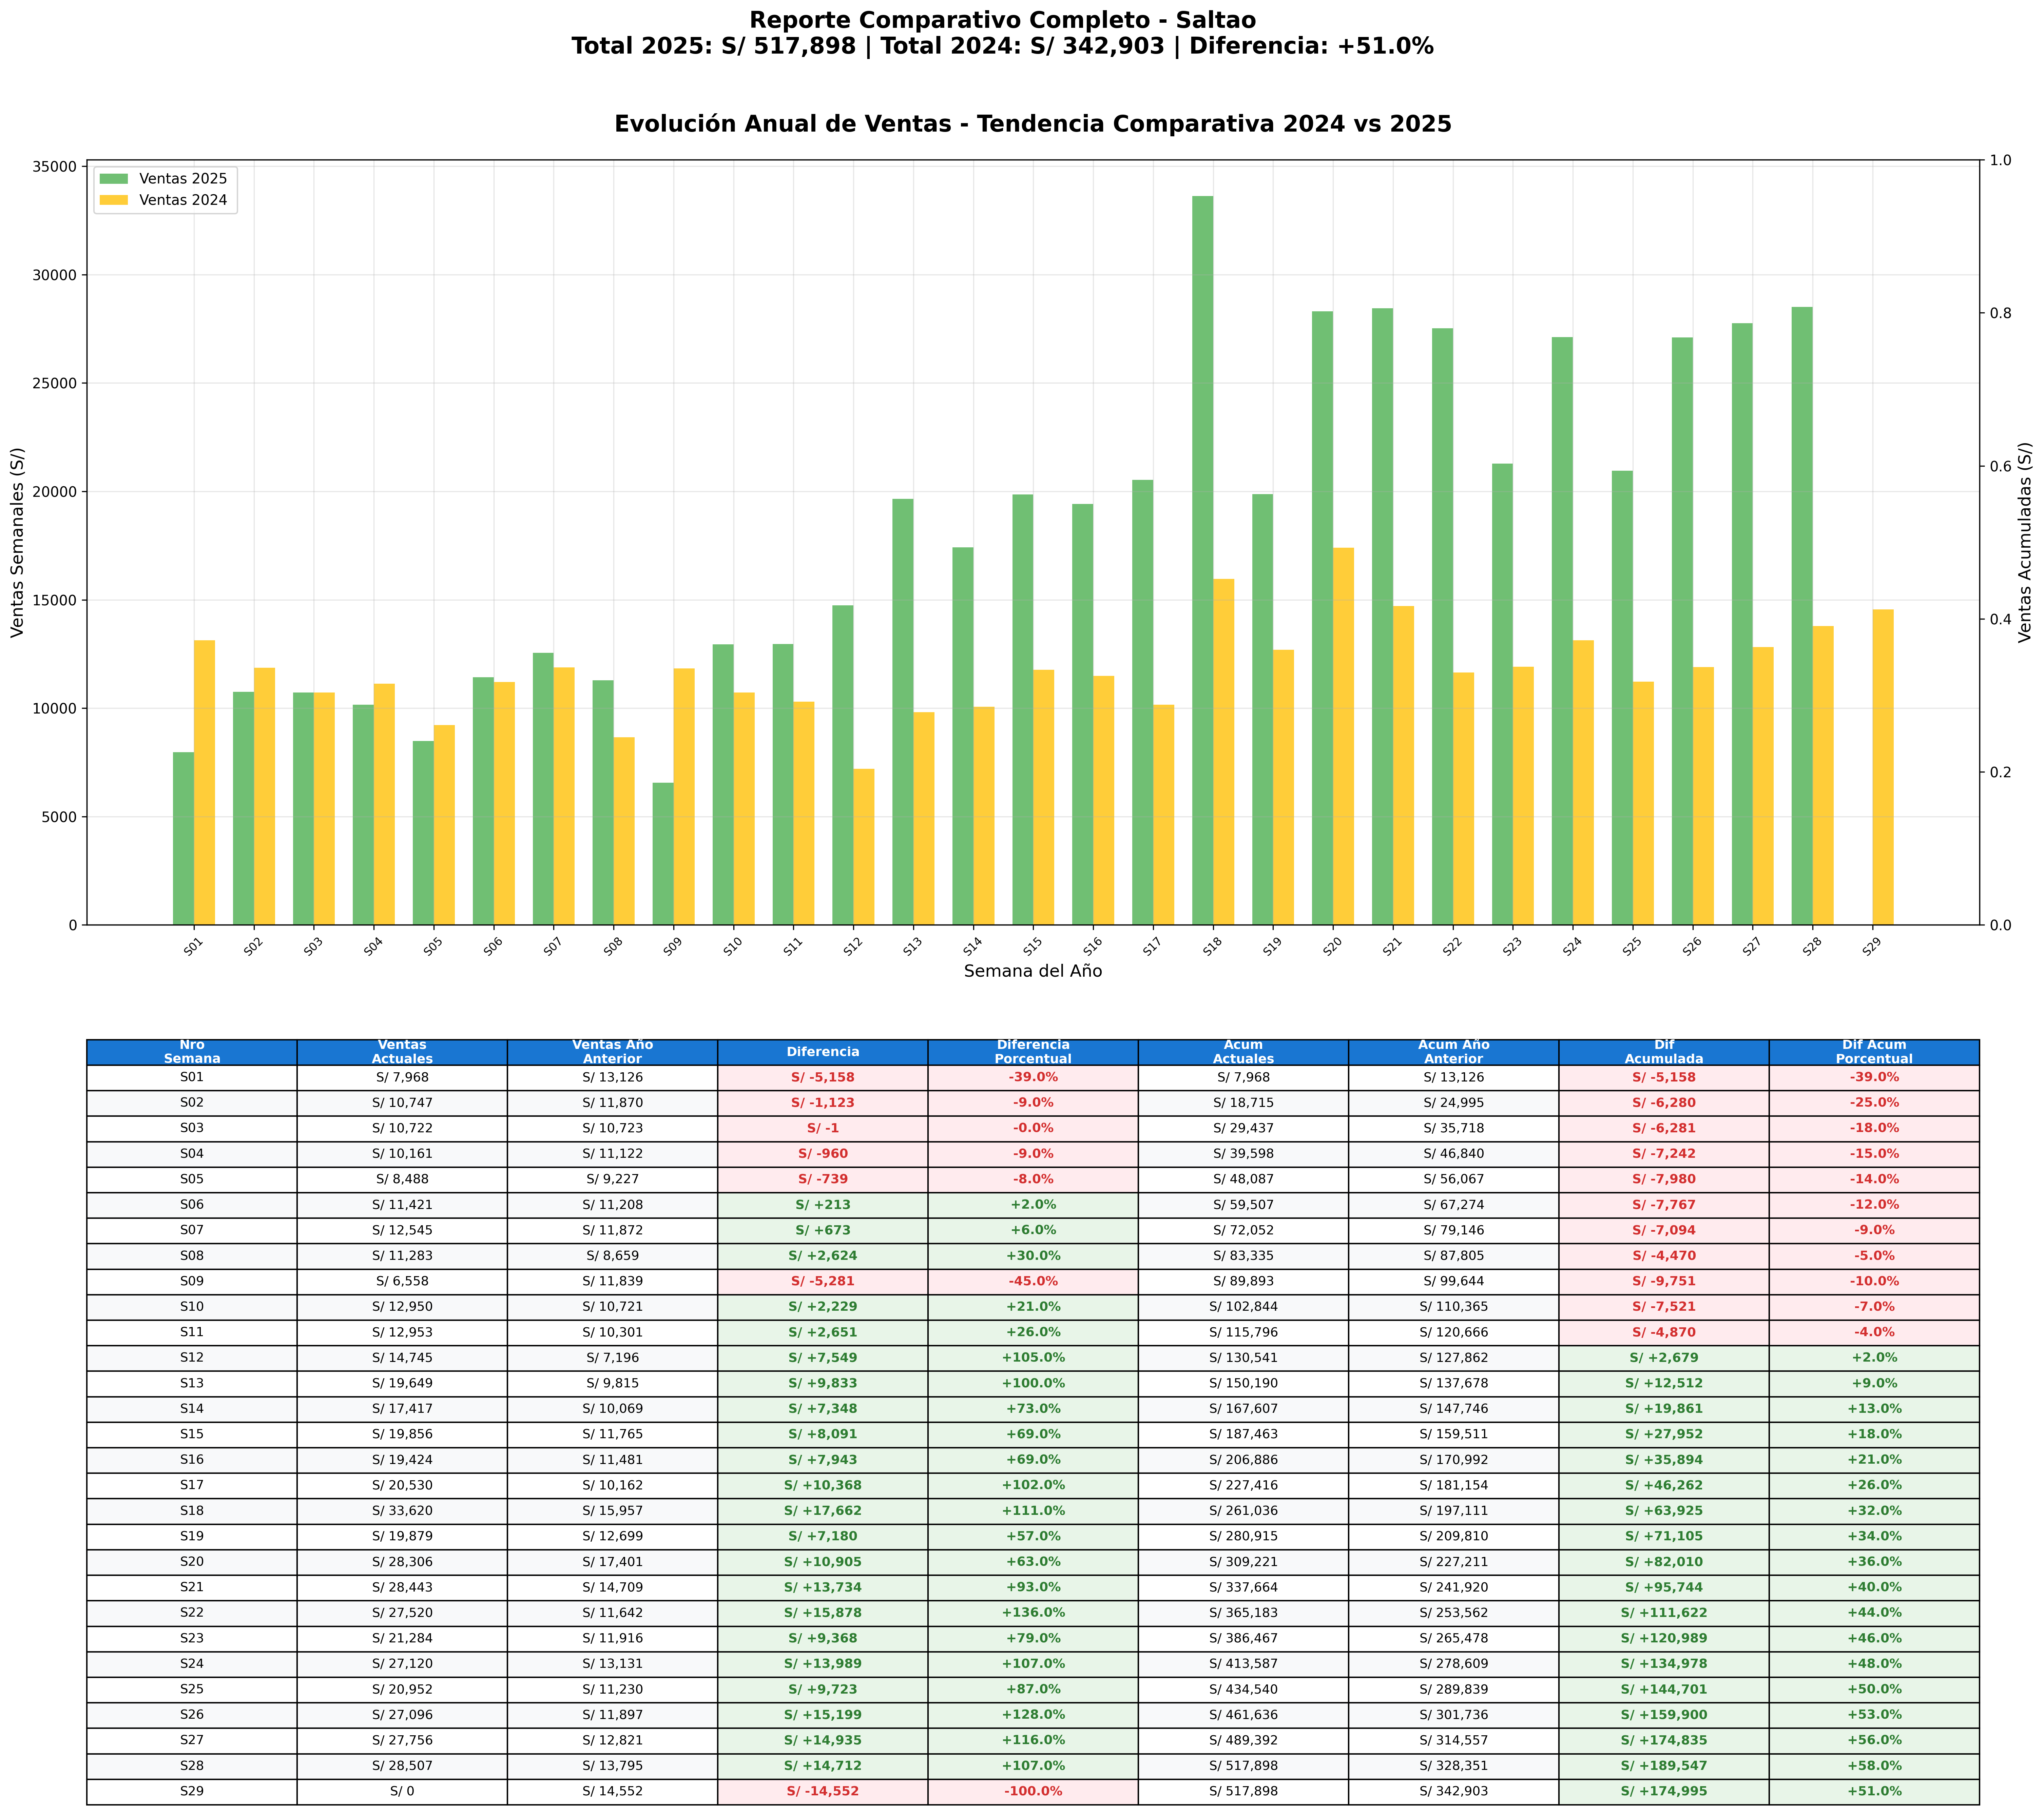 Reporte Comparativo Completo - Saltao
Total 2025: S/ 517,898 | Total 2024: S/ 342,903 | Diferencia: +51.0%
Evolución Anual de Ventas - Tendencia Comparativa 2024 vs 2025
Ventas 2025
Ventas 2024
Ventas Semanales (S/)
35000
30000
25000
20000
15000
10000
5000
0
Ventas Acumuladas (S/)
1.0
0.8
0.6
0.4
0.2
0.0
S01 S02 S03 S04 S05 S06 S07 S08 S09 S10 S11 S12 S13 S14 S15 S16 S17 S18 S19 S20 S21 S22 S23 S24 S25 S26 S27 S28 S29
Semana del Año
Nro Semana Ventas Actuales Ventas Año Anterior Diferencia Diferencia Porcentual Acum Actuales Acum Año Anterior Dif Acumulada Dif Acum Porcentual
S01 S/ 7,968 S/ 13,126 S/ -5,158 -39.0% S/ 7,968 S/ 13,126 S/ -5,158 -39.0%
S02 S/ 10,747 S/ 11,870 S/ -1,123 -9.0% S/ 18,715 S/ 24,995 S/ -6,280 -25.0%
S03 S/ 10,722 S/ 10,723 S/ -1 -0.0% S/ 29,437 S/ 35,718 S/ -6,281 -18.0%
S04 S/ 10,161 S/ 11,122 S/ -960 -9.0% S/ 39,598 S/ 46,840 S/ -7,242 -15.0%
S05 S/ 8,488 S/ 9,227 S/ -739 -8.0% S/ 48,087 S/ 56,067 S/ -7,980 -14.0%
S06 S/ 11,421 S/ 11,208 S/ +213 +2.0% S/ 59,507 S/ 67,274 S/ -7,767 -12.0%
S07 S/ 12,545 S/ 11,872 S/ +673 +6.0% S/ 72,052 S/ 79,146 S/ -7,094 -9.0%
S08 S/ 11,283 S/ 8,659 S/ +2,624 +30.0% S/ 83,335 S/ 87,805 S/ -4,470 -5.0%
S09 S/ 6,558 S/ 11,839 S/ -5,281 -45.0% S/ 89,893 S/ 99,644 S/ -9,751 -10.0%
S10 S/ 12,950 S/ 10,721 S/ +2,229 +21.0% S/ 102,844 S/ 110,365 S/ -7,521 -7.0%
S11 S/ 12,953 S/ 10,301 S/ +2,651 +26.0% S/ 115,796 S/ 120,666 S/ -4,870 -4.0%
S12 S/ 14,745 S/ 7,196 S/ +7,549 +105.0% S/ 130,541 S/ 127,862 S/ +2,679 +2.0%
S13 S/ 19,649 S/ 9,815 S/ +9,833 +100.0% S/ 150,190 S/ 137,678 S/ +12,512 +9.0%
S14 S/ 17,417 S/ 10,069 S/ +7,348 +73.0% S/ 167,607 S/ 147,746 S/ +19,861 +13.0%
S15 S/ 19,856 S/ 11,765 S/ +8,091 +69.0% S/ 187,463 S/ 159,511 S/ +27,952 +18.0%
S16 S/ 19,424 S/ 11,481 S/ +7,943 +69.0% S/ 206,886 S/ 170,992 S/ +35,894 +21.0%
S17 S/ 20,530 S/ 10,162 S/ +10,368 +102.0% S/ 227,416 S/ 181,154 S/ +46,262 +26.0%
S18 S/ 33,620 S/ 15,957 S/ +17,662 +111.0% S/ 261,036 S/ 197,111 S/ +63,925 +32.0%
S19 S/ 19,879 S/ 12,699 S/ +7,180 +57.0% S/ 280,915 S/ 209,810 S/ +71,105 +34.0%
S20 S/ 28,306 S/ 17,401 S/ +10,905 +63.0% S/ 309,221 S/ 227,211 S/ +82,010 +36.0%
S21 S/ 28,443 S/ 14,709 S/ +13,734 +93.0% S/ 337,664 S/ 241,920 S/ +95,744 +40.0%
S22 S/ 27,520 S/ 11,642 S/ +15,878 +136.0% S/ 365,183 S/ 253,562 S/ +111,622 +44.0%
S23 S/ 21,284 S/ 11,916 S/ +9,368 +79.0% S/ 386,467 S/ 265,478 S/ +120,989 +46.0%
S24 S/ 27,120 S/ 13,131 S/ +13,989 +107.0% S/ 413,587 S/ 278,609 S/ +134,978 +48.0%
S25 S/ 20,952 S/ 11,230 S/ +9,723 +87.0% S/ 434,540 S/ 289,839 S/ +144,701 +50.0%
S26 S/ 27,096 S/ 11,897 S/ +15,199 +128.0% S/ 461,636 S/ 301,736 S/ +159,900 +53.0%
S27 S/ 27,756 S/ 12,821 S/ +14,935 +116.0% S/ 489,392 S/ 314,557 S/ +174,835 +56.0%
S28 S/ 28,507 S/ 13,795 S/ +14,712 +107.0% S/ 517,898 S/ 328,351 S/ +189,547 +58.0%
S29 S/ 0 S/ 14,552 S/ -14,552 -100.0% S/ 517,898 S/ 342,903 S/ +174,995 +51.0%